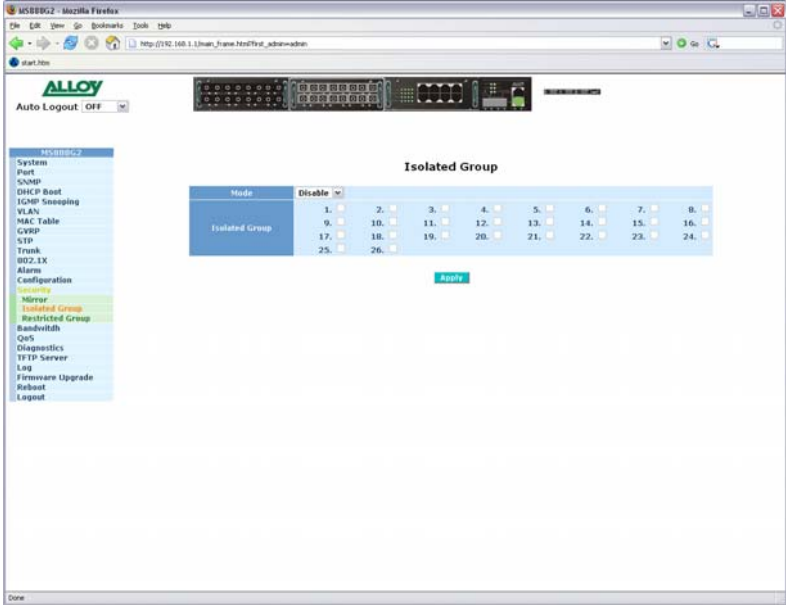 MS888G2 - Mozilla Firefox
File Edit View Go Bookmarks Tools Help
http://192.168.1.1/main_frame.html?first_admin=admin
Go
start.htm
ALLOY
Auto Logout OFF
MS888G2
System
Port
SNMP
DHCP Boot
IGMP Snooping
VLAN
MAC Table
GVRP
STP
Trunk
802.1X
Alarm
Configuration
Security
Mirror
Isolated Group
Restricted Group
Bandwitdh
QoS
Diagnostics
TFTP Server
Log
Firmware Upgrade
Reboot
Logout
Isolated Group
Mode Disable
Isolated Group
1. 2. 3. 4. 5. 6. 7. 8.
9. 10. 11. 12. 13. 14. 15. 16.
17. 18. 19. 20. 21. 22. 23. 24.
25. 26.
Apply
Done